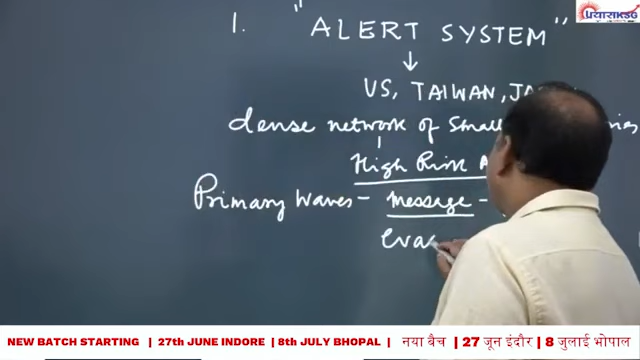 1. "ALERT SYSTEM"
↓
US, TAIWAN,
dense network of
High Risk
Primary Waves - message -
eva
प्रयासKSG
NEW BATCH STARTING | 27th JUNE INDORE | 8th JULY BHOPAL | नया बैच | 27 जून इंदौर | 8 जुलाई भोपाल